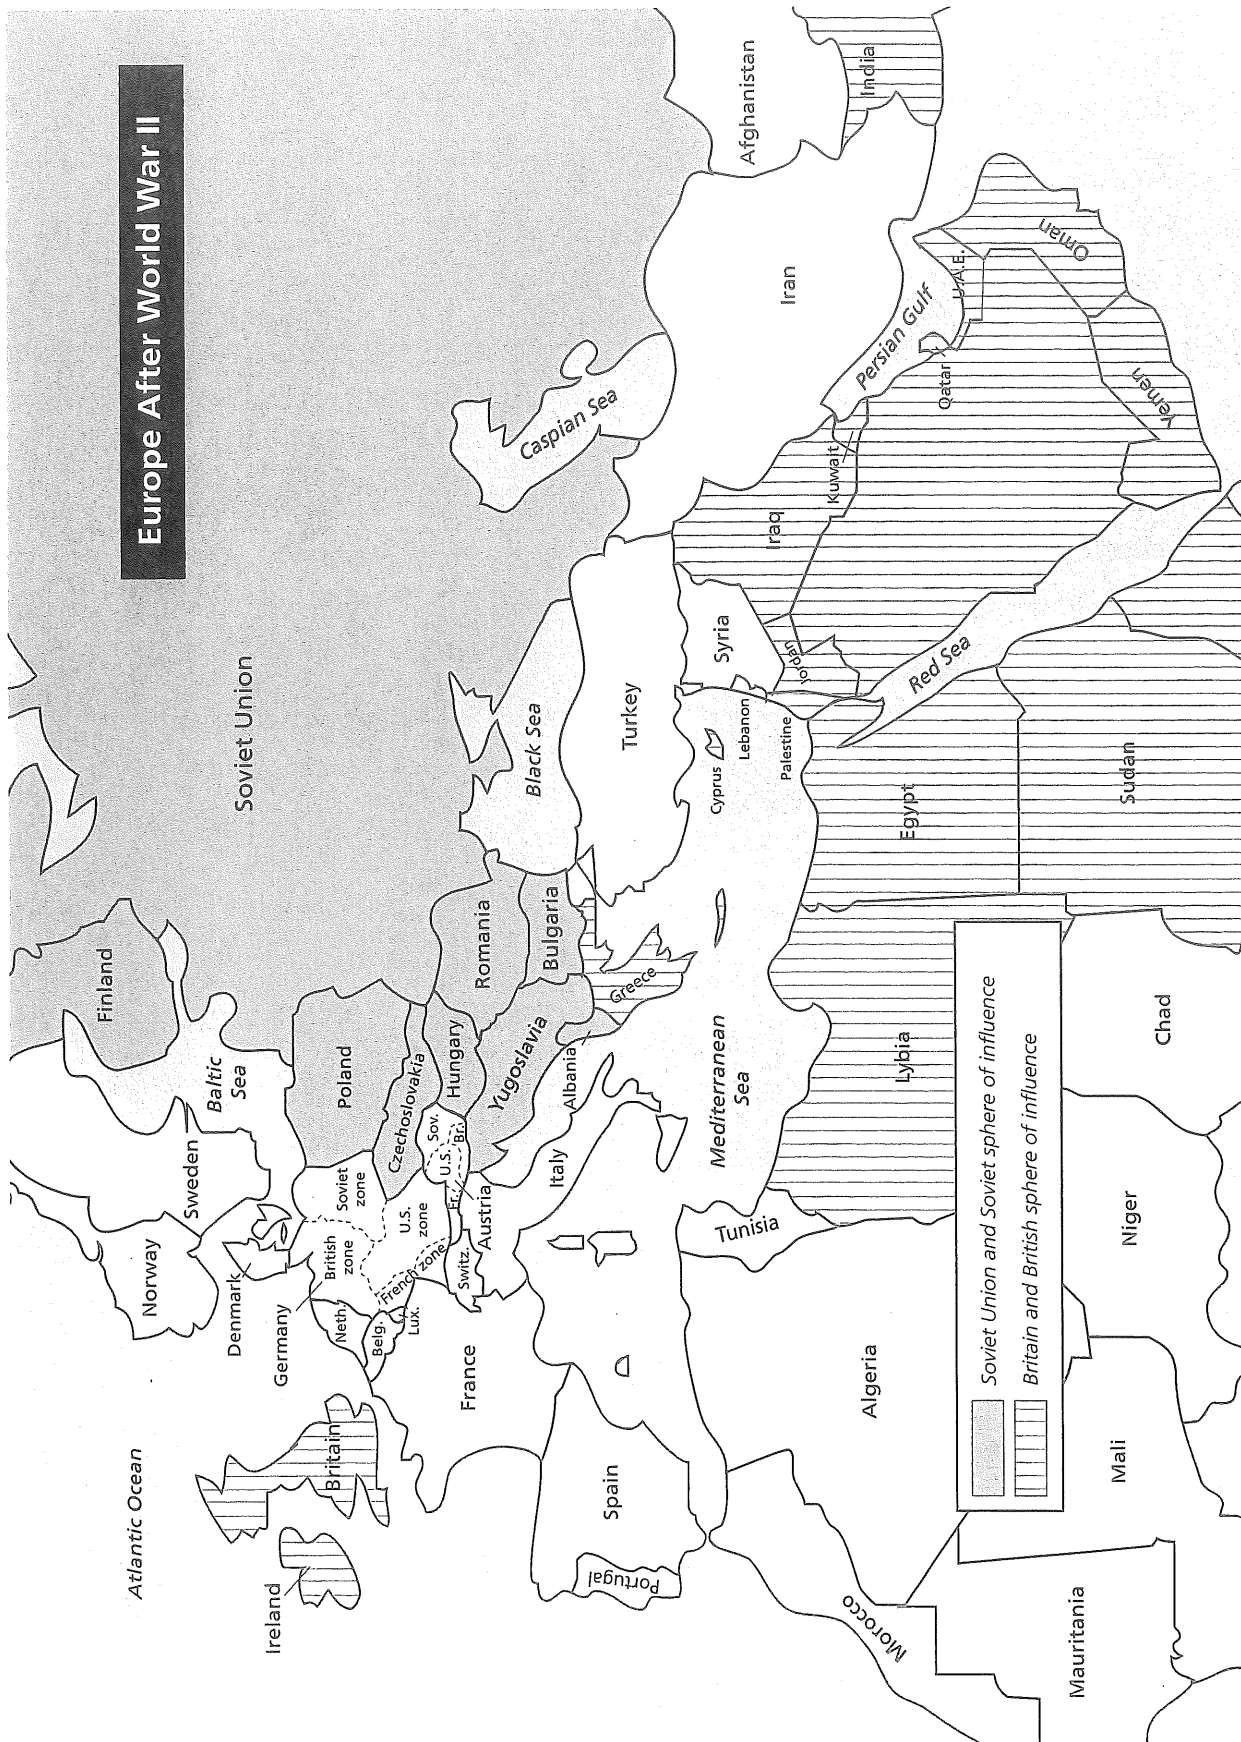 Europe After World War II
Atlantic Ocean
Norway
Sweden
Finland
Baltic
Sea
Soviet Union
Denmark
Germany
Ireland
Britain
British
zone
Soviet
zone
U.S.
zone
French zone
Neth.
Belg.
Lux.
Poland
Czechoslovakia
Hungary
Romania
Bulgaria
Yugoslavia
Albania
Greece
Sov.
U.S.
Br.
Fr.
Austria
Switz.
France
Italy
Spain
Portugal
Black Sea
Caspian Sea
Turkey
Cyprus
Syria
Lebanon
Palestine
Jordan
Iraq
Iran
Afghanistan
India
Kuwait
Persian Gulf
Qatar
U.A.E.
Oman
Yemen
Red Sea
Mediterranean
Sea
Tunisia
Algeria
Morocco
Lybia
Egypt
Sudan
Chad
Niger
Mali
Mauritania
Soviet Union and Soviet sphere of influence
Britain and British sphere of influence